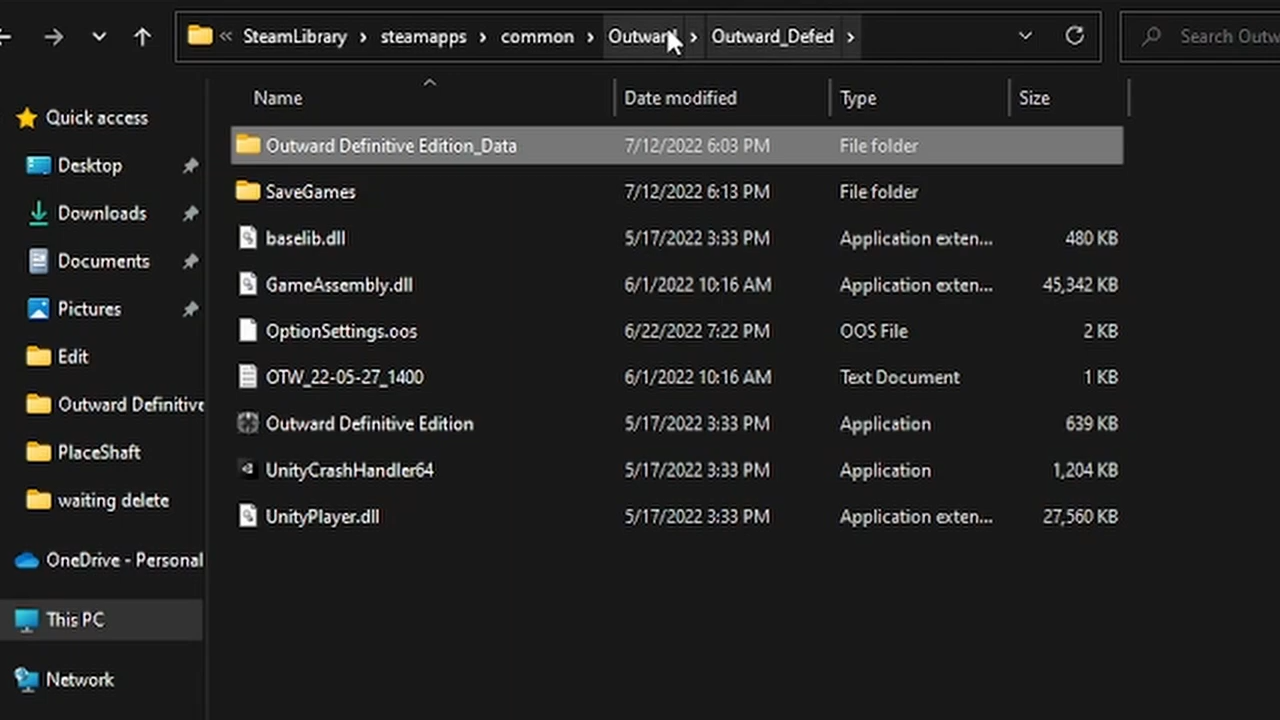 « SteamLibrary > steamapps > common > Outward > Outward_Defed >
Search Outw
Name Date modified Type Size
Quick access
Desktop
Downloads
Documents
Pictures
Edit
Outward Definitive
PlaceShaft
waiting delete
OneDrive - Personal
This PC
Network
Outward Definitive Edition_Data 7/12/2022 6:03 PM File folder
SaveGames 7/12/2022 6:13 PM File folder
baselib.dll 5/17/2022 3:33 PM Application exten... 480 KB
GameAssembly.dll 6/1/2022 10:16 AM Application exten... 45,342 KB
OptionSettings.oos 6/22/2022 7:22 PM OOS File 2 KB
OTW_22-05-27_1400 6/1/2022 10:16 AM Text Document 1 KB
Outward Definitive Edition 5/17/2022 3:33 PM Application 639 KB
UnityCrashHandler64 5/17/2022 3:33 PM Application 1,204 KB
UnityPlayer.dll 5/17/2022 3:33 PM Application exten... 27,560 KB